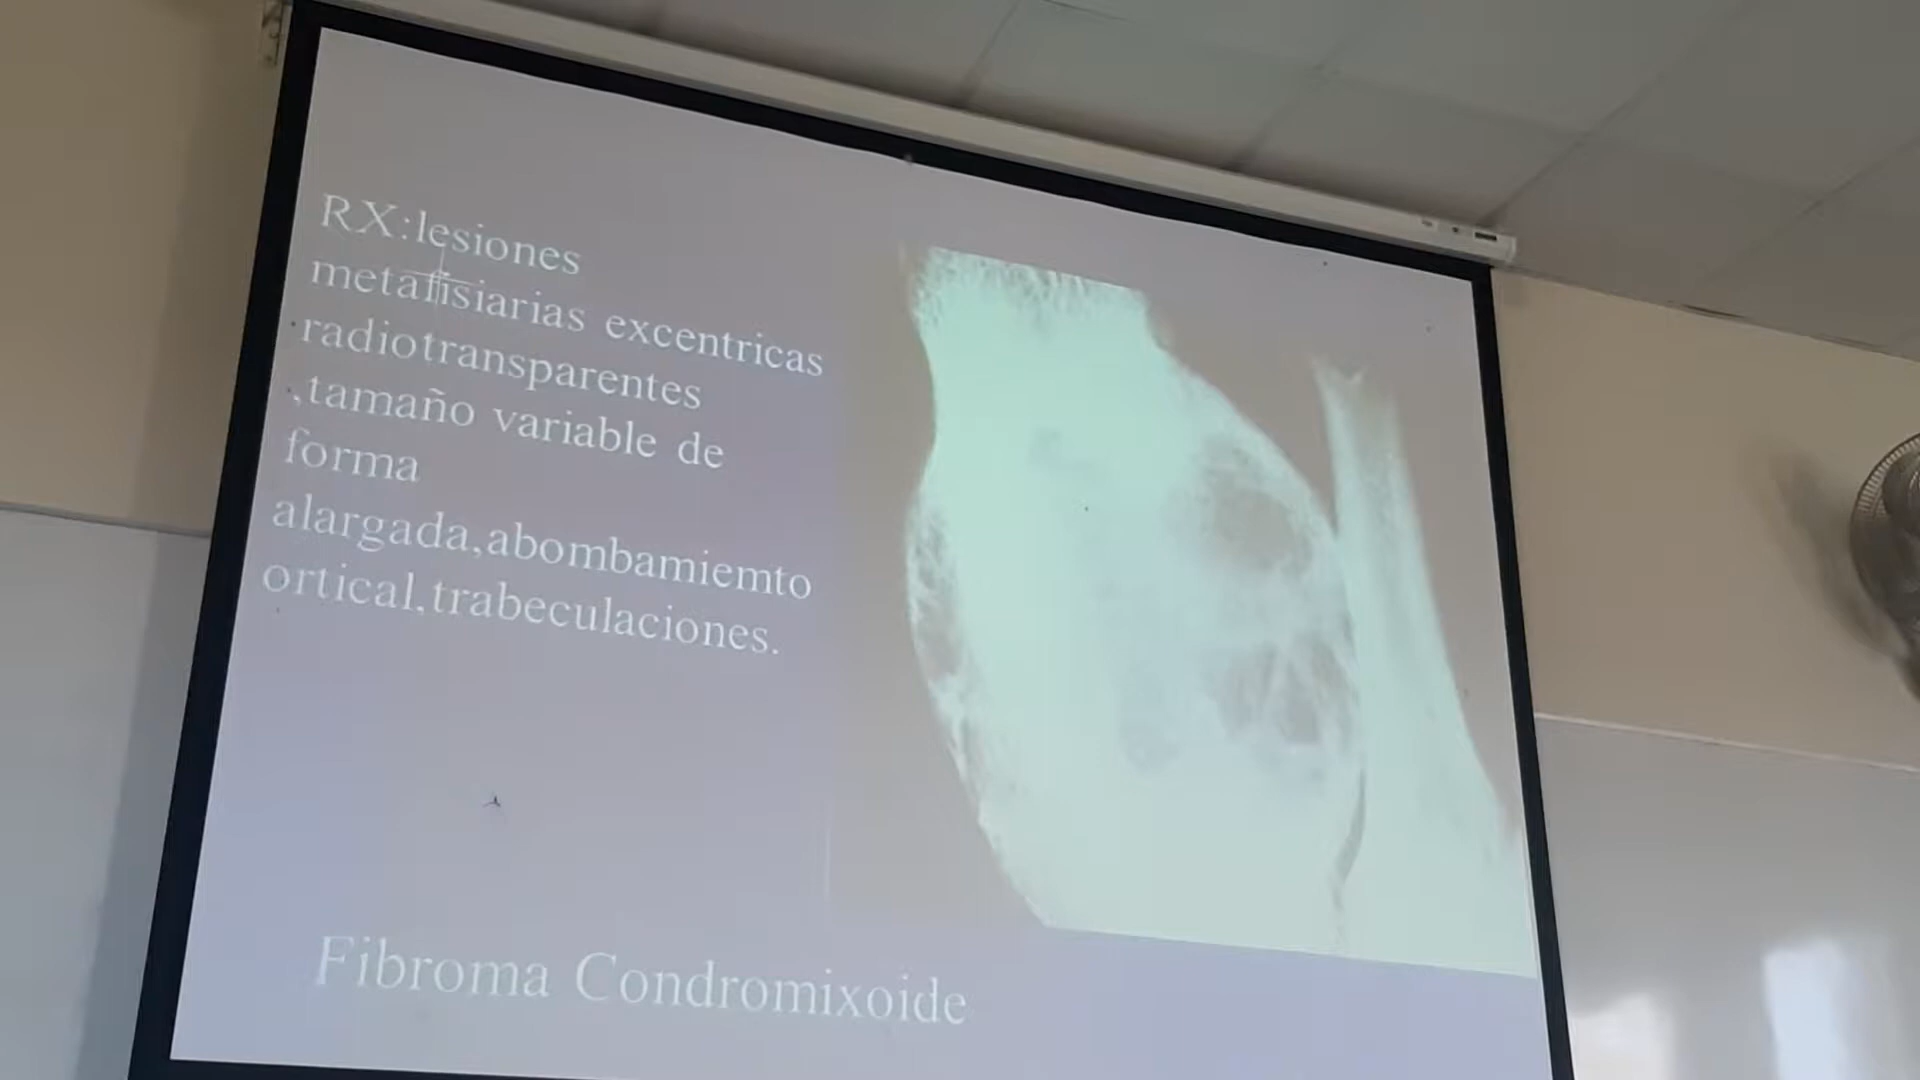 RX:lesiones
metafisiarias excentricas
radiotransparentes
,tamaño variable de
forma
alargada,abombamiemto
ortical,trabeculaciones.
Fibroma Condromixoide